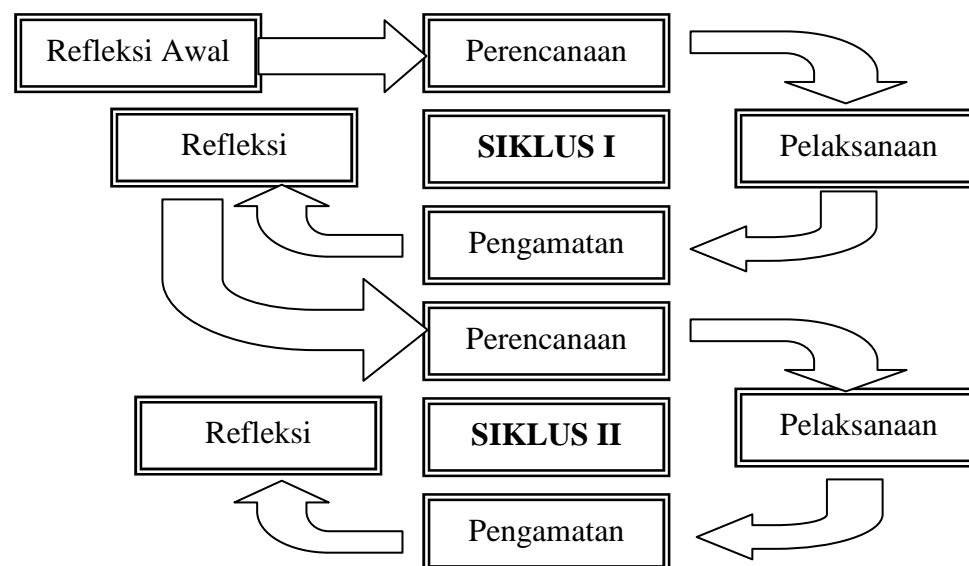 Refleksi Awal
Perencanaan
Refleksi
SIKLUS I
Pelaksanaan
Pengamatan
Perencanaan
Refleksi
SIKLUS II
Pelaksanaan
Pengamatan